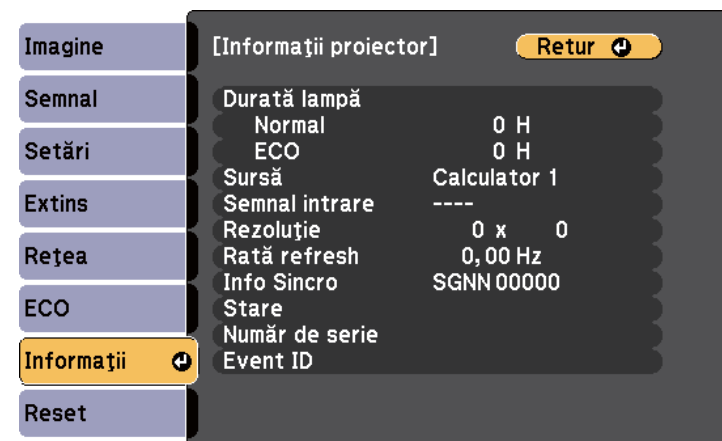 Imagine
Semnal
Setări
Extins
Reţea
ECO
Informaţii
Reset
[Informaţii proiector]
Retur
Durată lampă
Normal 0 H
ECO 0 H
Sursă Calculator 1
Semnal intrare ----
Rezoluţie 0 x 0
Rată refresh 0,00 Hz
Info Sincro SGNN 00000
Stare
Număr de serie
Event ID